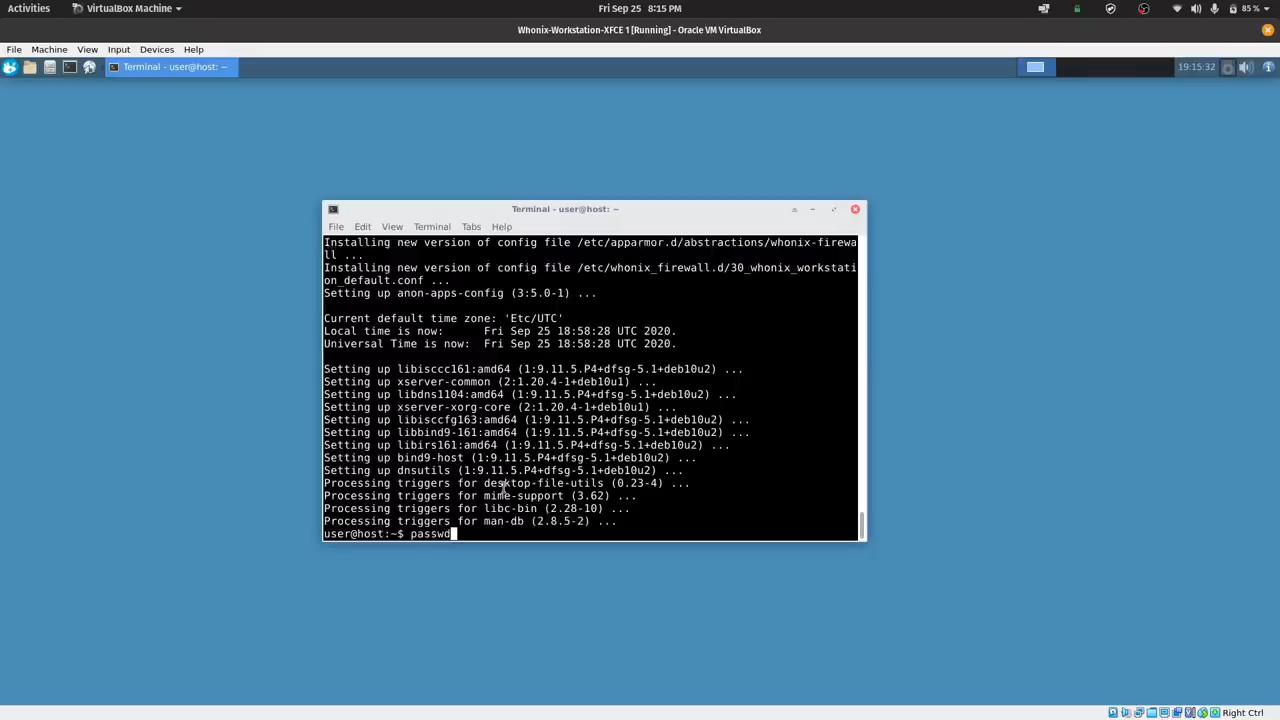 Activities
VirtualBox Machine
Fri Sep 25 8:15 PM
85 %
Whonix-Workstation-XFCE 1 [Running] - Oracle VM VirtualBox
File Machine View Input Devices Help
Terminal - user@host: ~
19:15:32
Terminal - user@host: ~
File Edit View Terminal Tabs Help
Installing new version of config file /etc/apparmor.d/abstractions/whonix-firewa
ll ...
Installing new version of config file /etc/whonix_firewall.d/30_whonix_workstati
on_default.conf ...
Setting up anon-apps-config (3:5.0-1) ...
Current default time zone: 'Etc/UTC'
Local time is now:      Fri Sep 25 18:58:28 UTC 2020.
Universal Time is now:  Fri Sep 25 18:58:28 UTC 2020.
Setting up libisccc161:amd64 (1:9.11.5.P4+dfsg-5.1+deb10u2) ...
Setting up xserver-common (2:1.20.4-1+deb10u1) ...
Setting up libdns1104:amd64 (1:9.11.5.P4+dfsg-5.1+deb10u2) ...
Setting up xserver-xorg-core (2:1.20.4-1+deb10u1) ...
Setting up libisccfg163:amd64 (1:9.11.5.P4+dfsg-5.1+deb10u2) ...
Setting up libbind9-161:amd64 (1:9.11.5.P4+dfsg-5.1+deb10u2) ...
Setting up libirs161:amd64 (1:9.11.5.P4+dfsg-5.1+deb10u2) ...
Setting up bind9-host (1:9.11.5.P4+dfsg-5.1+deb10u2) ...
Setting up dnsutils (1:9.11.5.P4+dfsg-5.1+deb10u2) ...
Processing triggers for desktop-file-utils (0.23-4) ...
Processing triggers for mime-support (3.62) ...
Processing triggers for libc-bin (2.28-10) ...
Processing triggers for man-db (2.8.5-2) ...
user@host:~$ passwd
Right Ctrl